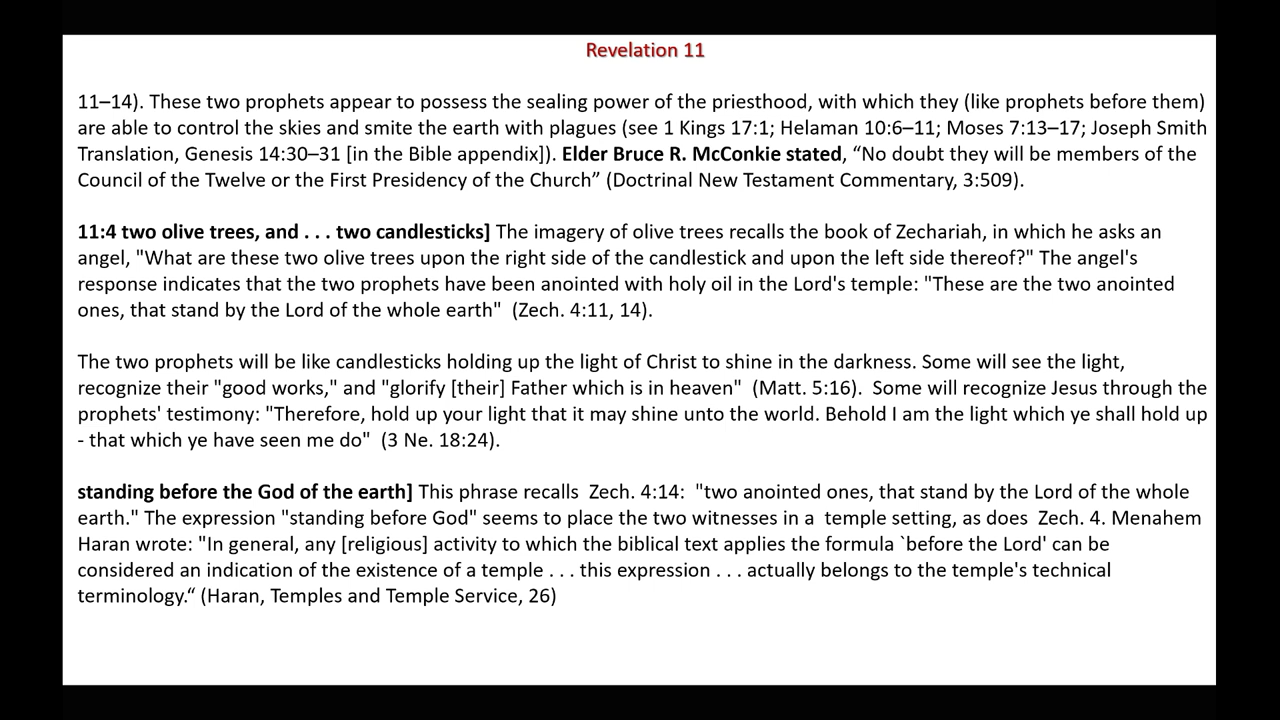 Revelation 11
11–14). These two prophets appear to possess the sealing power of the priesthood, with which they (like prophets before them)
are able to control the skies and smite the earth with plagues (see 1 Kings 17:1; Helaman 10:6–11; Moses 7:13–17; Joseph Smith
Translation, Genesis 14:30–31 [in the Bible appendix]). Elder Bruce R. McConkie stated, “No doubt they will be members of the
Council of the Twelve or the First Presidency of the Church” (Doctrinal New Testament Commentary, 3:509).
11:4 two olive trees, and . . . two candlesticks] The imagery of olive trees recalls the book of Zechariah, in which he asks an
angel, "What are these two olive trees upon the right side of the candlestick and upon the left side thereof?" The angel's
response indicates that the two prophets have been anointed with holy oil in the Lord's temple: "These are the two anointed
ones, that stand by the Lord of the whole earth"  (Zech. 4:11, 14).
The two prophets will be like candlesticks holding up the light of Christ to shine in the darkness. Some will see the light,
recognize their "good works," and "glorify [their] Father which is in heaven"  (Matt. 5:16).  Some will recognize Jesus through the
prophets' testimony: "Therefore, hold up your light that it may shine unto the world. Behold I am the light which ye shall hold up
- that which ye have seen me do"  (3 Ne. 18:24).
standing before the God of the earth] This phrase recalls  Zech. 4:14:  "two anointed ones, that stand by the Lord of the whole
earth." The expression "standing before God" seems to place the two witnesses in a  temple setting, as does  Zech. 4. Menahem
Haran wrote: "In general, any [religious] activity to which the biblical text applies the formula `before the Lord' can be
considered an indication of the existence of a temple . . . this expression . . . actually belongs to the temple's technical
terminology.“ (Haran, Temples and Temple Service, 26)